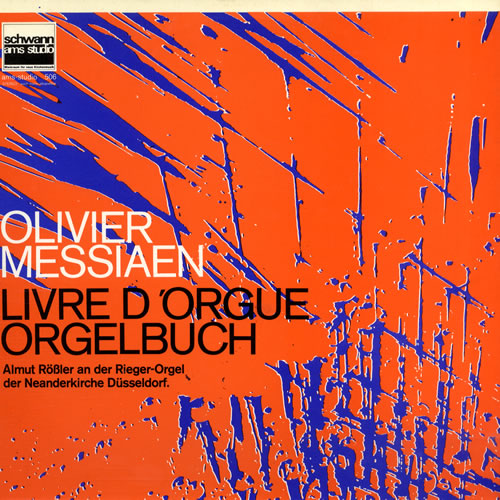 schwann
ams studio
ams-studio 506
OLIVIER
MESSIAEN
LIVRE D'ORGUE
ORGELBUCH
Almut Rößler an der Rieger-Orgel
der Neanderkirche Düsseldorf.